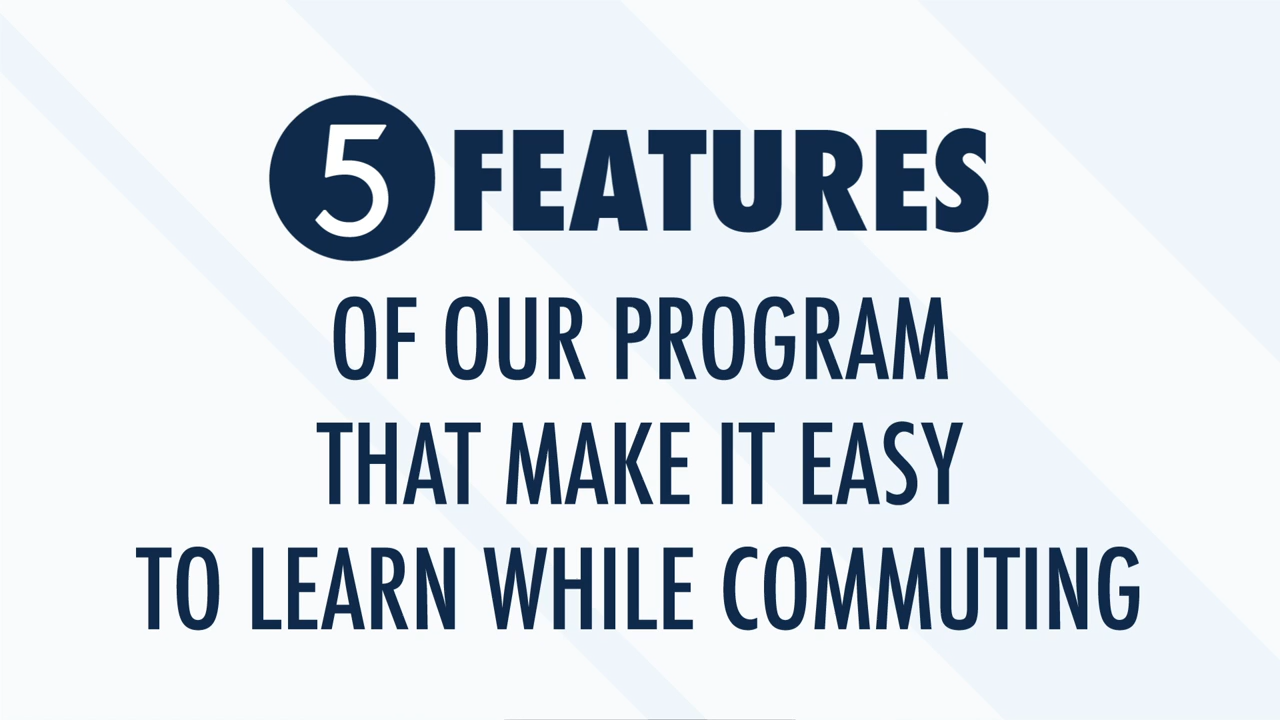 5 FEATURES
OF OUR PROGRAM
THAT MAKE IT EASY
TO LEARN WHILE COMMUTING